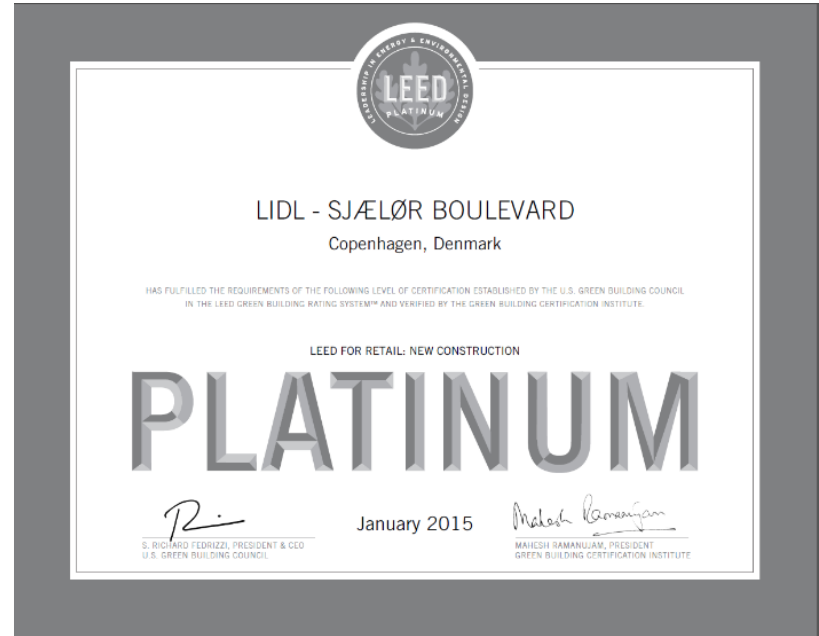 LEADERSHIP IN ENERGY & ENVIRONMENTAL DESIGN
LEED
PLATINUM
LIDL - SJÆLØR BOULEVARD
Copenhagen, Denmark
HAS FULFILLED THE REQUIREMENTS OF THE FOLLOWING LEVEL OF CERTIFICATION ESTABLISHED BY THE U.S. GREEN BUILDING COUNCIL
IN THE LEED GREEN BUILDING RATING SYSTEM™ AND VERIFIED BY THE GREEN BUILDING CERTIFICATION INSTITUTE.
LEED FOR RETAIL: NEW CONSTRUCTION
PLATINUM
January 2015
Mahesh Ramanujam
S. RICHARD FEDRIZZI, PRESIDENT & CEO
U.S. GREEN BUILDING COUNCIL
MAHESH RAMANUJAM, PRESIDENT
GREEN BUILDING CERTIFICATION INSTITUTE